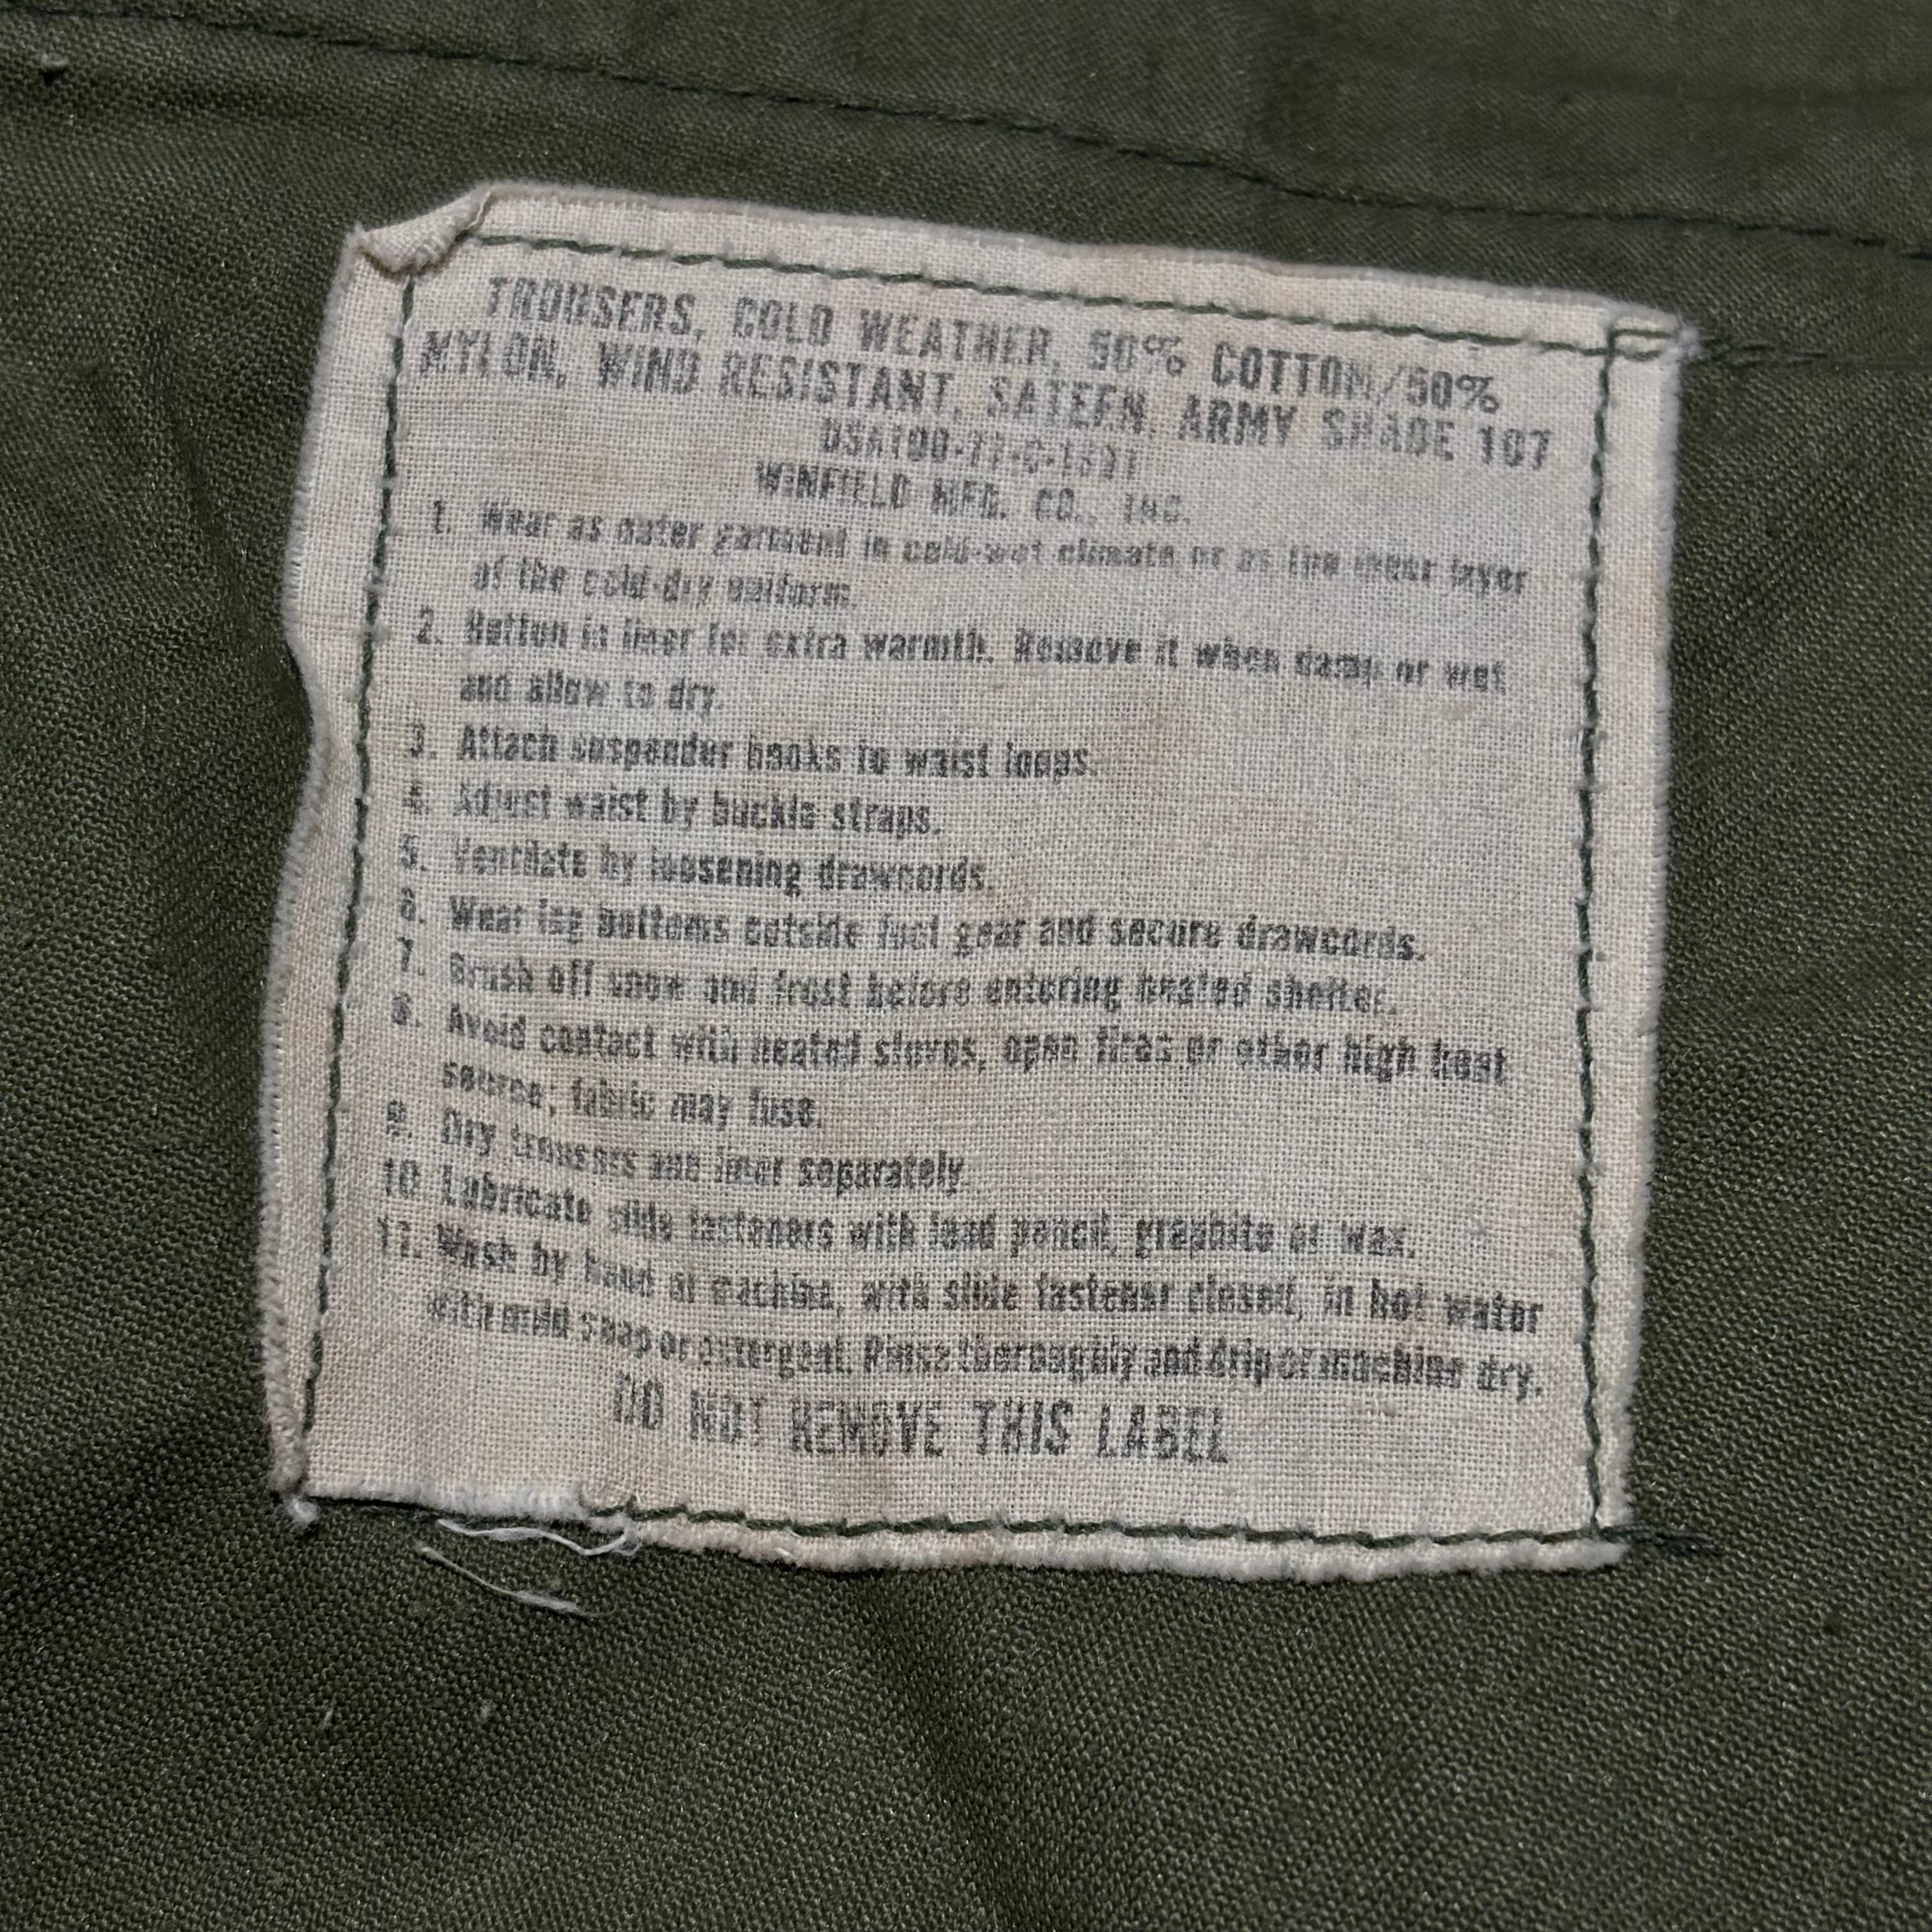 TROUSERS, COLD WEATHER, 50% COTTON/50%
NYLON, WIND RESISTANT, SATEEN, ARMY SHADE 107
WINFIELD MFG. CO., INC.
1. Wear as outer garment in cold-wet climate or as the inner layer
of the cold-dry uniform.
2. Button in liner for extra warmth. Remove it when damp or wet
and allow to dry.
3. Attach suspender hooks to waist loops.
4. Adjust waist by buckle straps.
5. Ventilate by loosening drawcords.
6. Wear leg bottoms outside foot gear and secure drawcords.
7. Brush off snow and frost before entering heated shelter.
8. Avoid contact with heated stoves, open fires or other high heat
source; fabric may fuse.
9. Dry trousers and liner separately.
10 Lubricate slide fasteners with lead pencil, graphite or wax.
11. Wash by hand or machine, with slide fastener closed, in hot water
with mild soap or detergent. Rinse thoroughly and drip or machine dry.
DO NOT REMOVE THIS LABEL